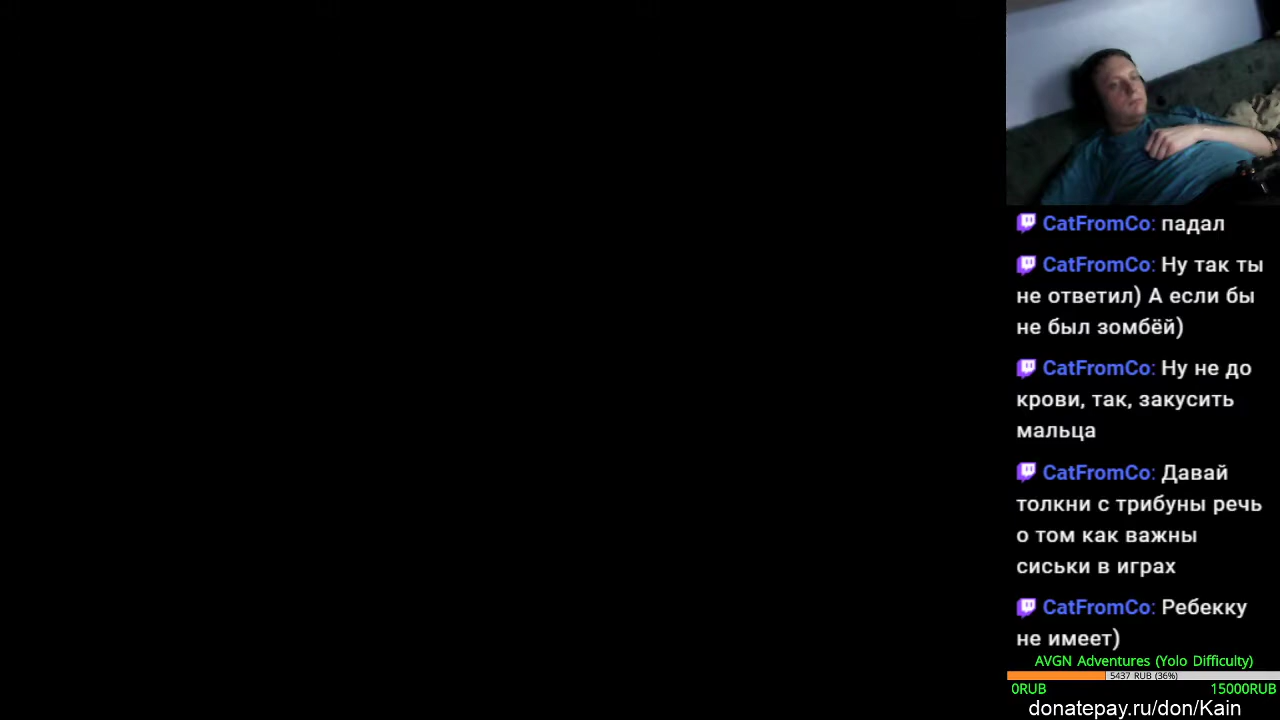 CatFromCo: падал
CatFromCo: Ну так ты
не ответил) А если бы
не был зомбёй)
CatFromCo: Ну не до
крови, так, закусить
мальца
CatFromCo: Давай
толкни с трибуны речь
о том как важны
сиськи в играх
CatFromCo: Ребекку
не имеет)
AVGN Adventures (Yolo Difficulty)
5437 RUB (36%)
0RUB 15000RUB
donatepay.ru/don/Kain